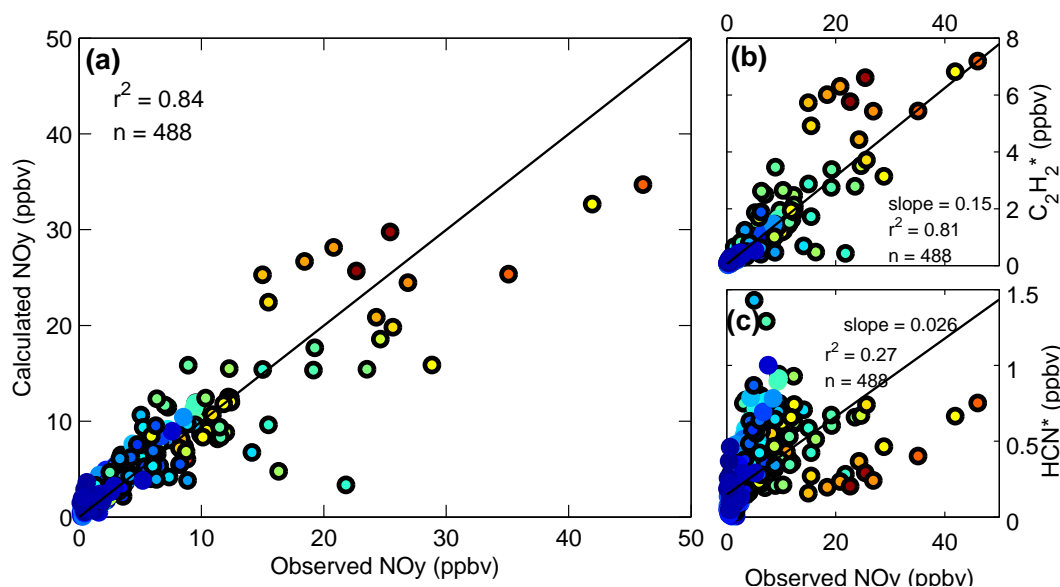 (a)
r2 = 0.84
n = 488
50
40
30
20
10
0
Calculated NOy (ppbv)
0 10 20 30 40 50
Observed NOy (ppbv)
0 20 40
(b)
8
6
4
2
0
C2H2* (ppbv)
slope = 0.15
r2 = 0.81
n = 488
(c)
1.5
1
0.5
0
HCN* (ppbv)
slope = 0.026
r2 = 0.27
n = 488
0 20 40
Observed NOy (ppbv)